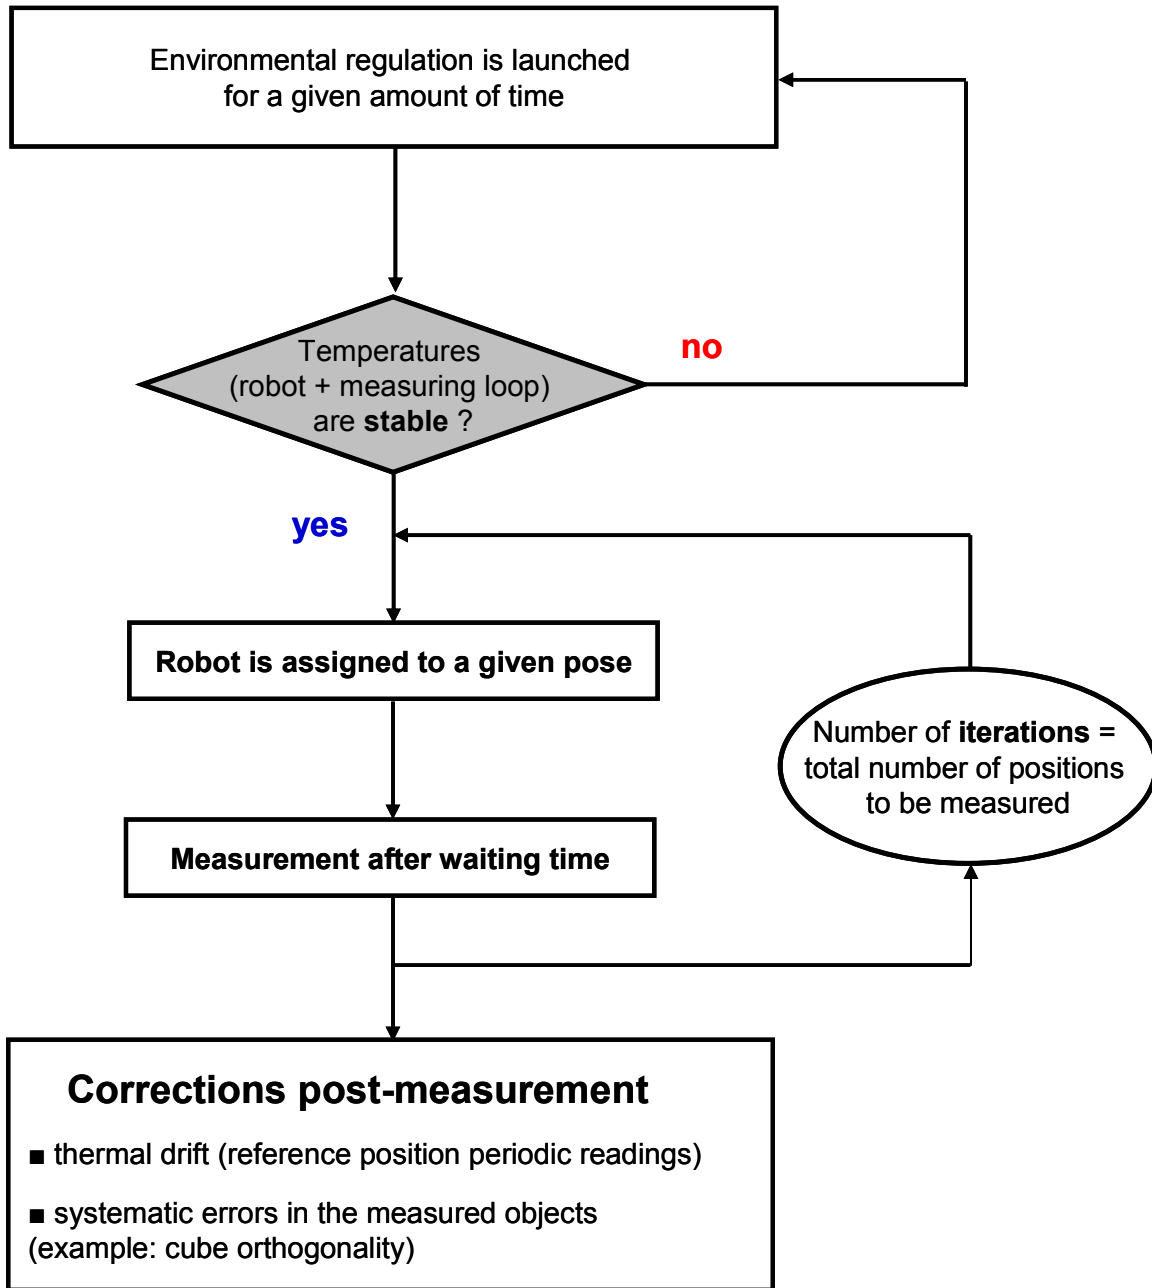 Environmental regulation is launched
for a given amount of time
Temperatures
(robot + measuring loop)
are stable ?
no
yes
Robot is assigned to a given pose
Number of iterations =
total number of positions
to be measured
Measurement after waiting time
Corrections post-measurement
■ thermal drift (reference position periodic readings)
■ systematic errors in the measured objects
(example: cube orthogonality)